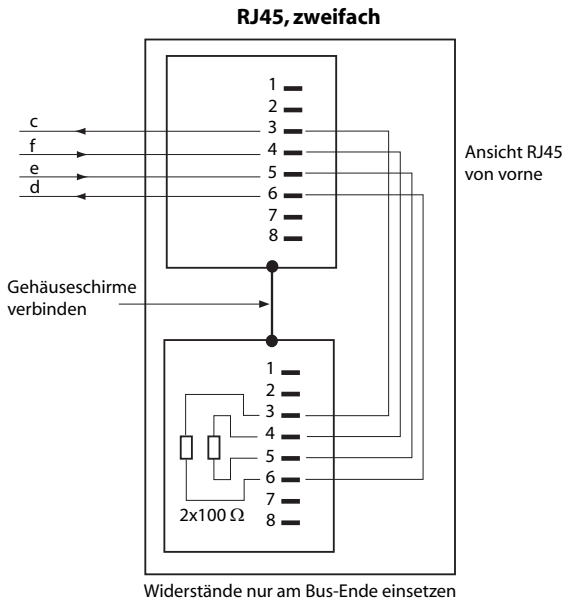 RJ45, zweifach
1
2
c
3
f
4
e
5
d
6
7
8
Ansicht RJ45
von vorne
Gehäuseschirme
verbinden
1
2
3
4
5
6
7
8
2x100 Ω
Widerstände nur am Bus-Ende einsetzen